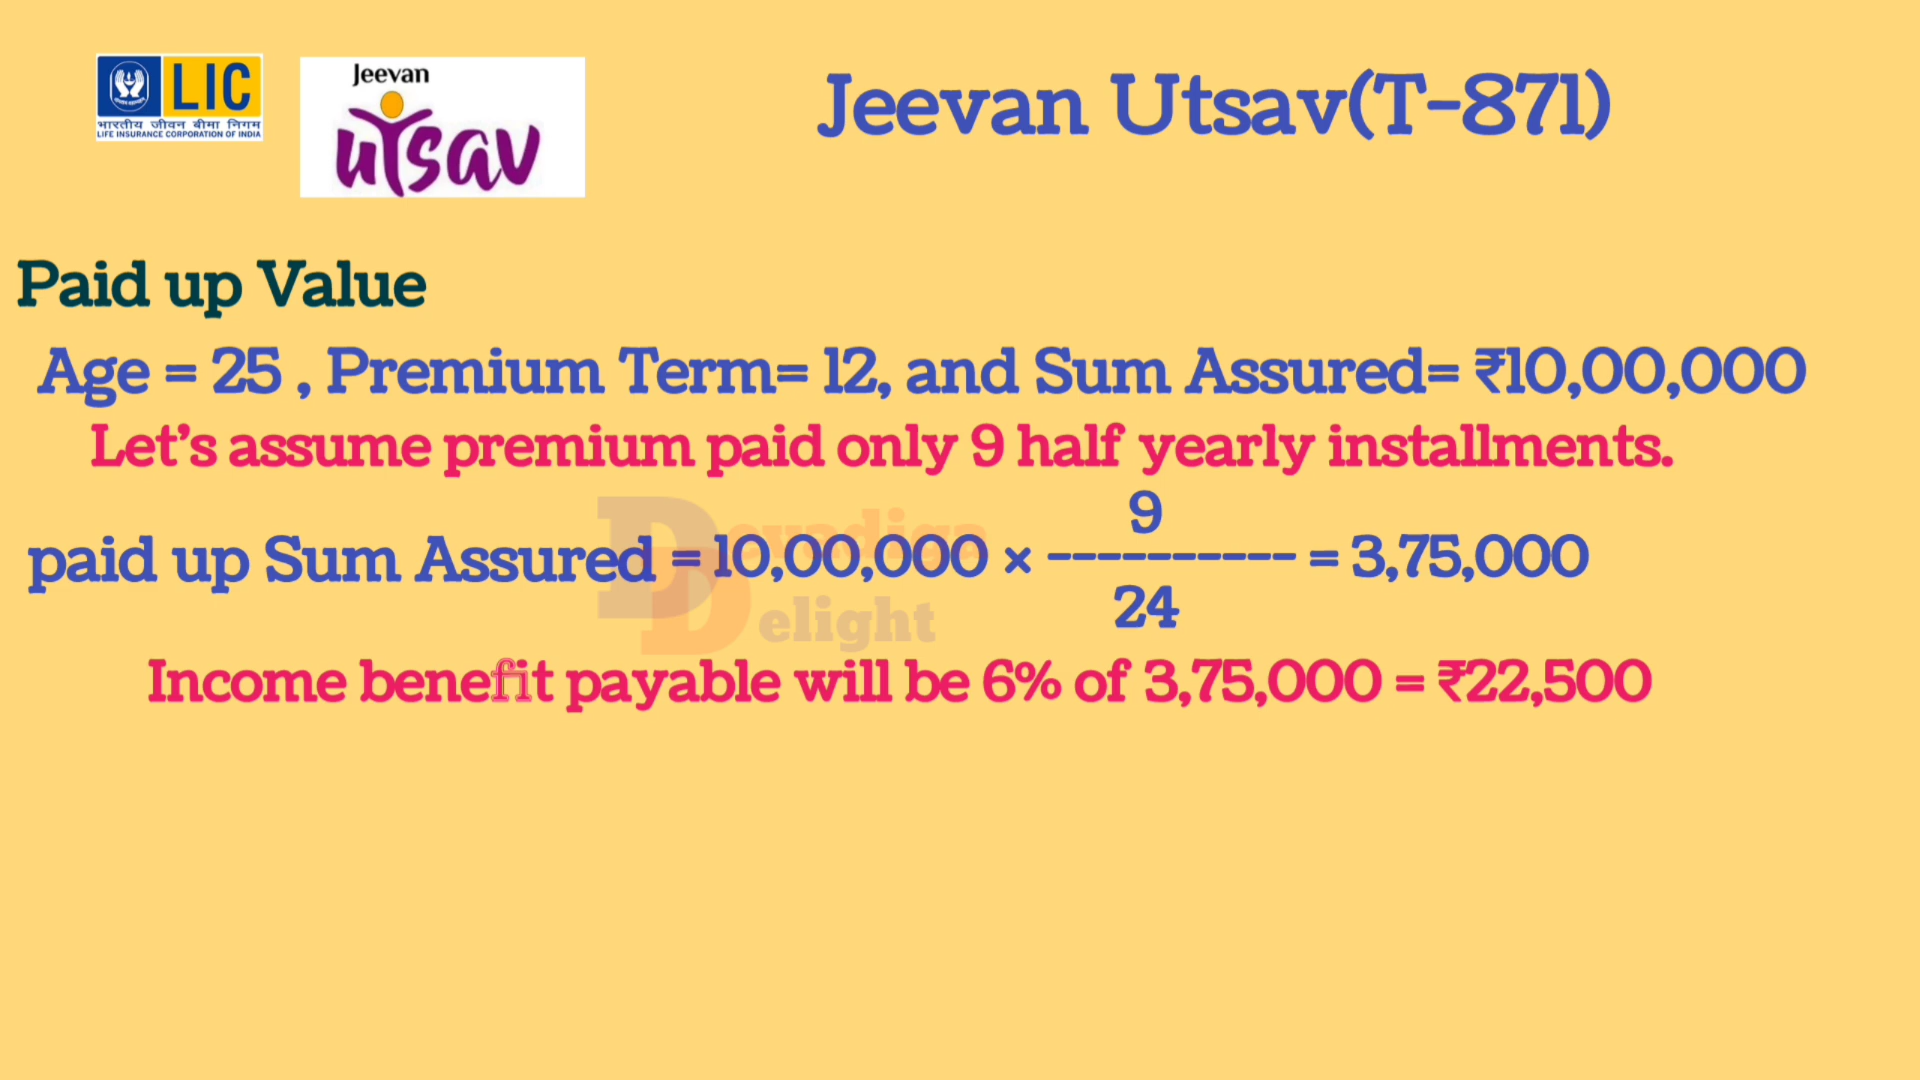 LIC
भारतीय जीवन बीमा निगम
LIFE INSURANCE CORPORATION OF INDIA
Jeevan
utsav
Jeevan Utsav(T-871)
Paid up Value
Age = 25 , Premium Term= 12, and Sum Assured= ₹10,00,000
Let's assume premium paid only 9 half yearly installments.
9
paid up Sum Assured = 10,00,000 × ---------- = 3,75,000
24
Devadiga
Delight
Income benefit payable will be 6% of 3,75,000 = ₹22,500